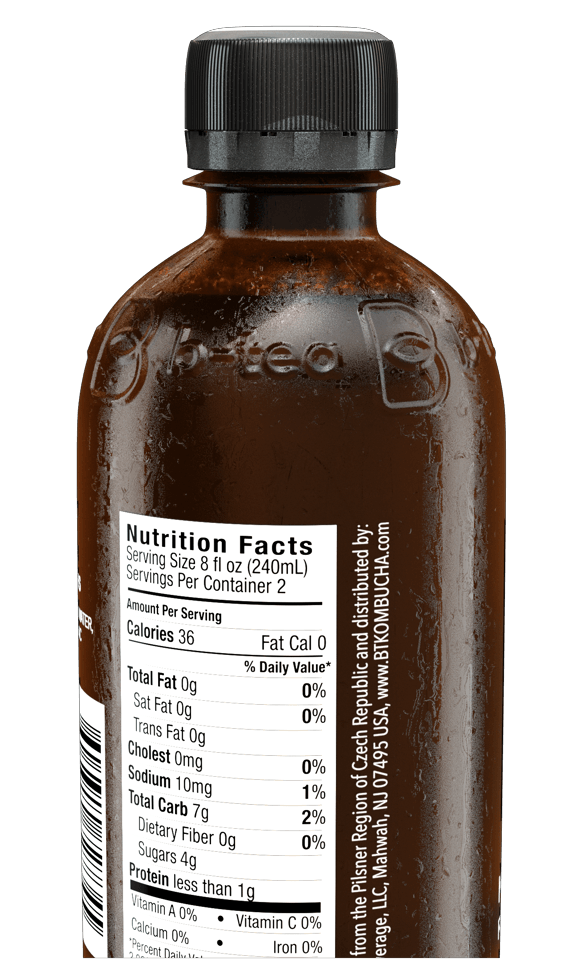 b-tea
Nutrition Facts
Serving Size 8 fl oz (240mL)
Servings Per Container 2
Amount Per Serving
Calories 36 Fat Cal 0
% Daily Value*
Total Fat 0g 0%
Sat Fat 0g 0%
Trans Fat 0g
Cholest 0mg 0%
Sodium 10mg 1%
Total Carb 7g 2%
Dietary Fiber 0g 0%
Sugars 4g
Protein less than 1g
Vitamin A 0% • Vitamin C 0%
Calcium 0% • Iron 0%
*Percent Daily
from the Pilsner Region of Czech Republic and distributed by:
LLC, Mahwah, NJ 07495 USA, www.BTKOMBUCHA.com